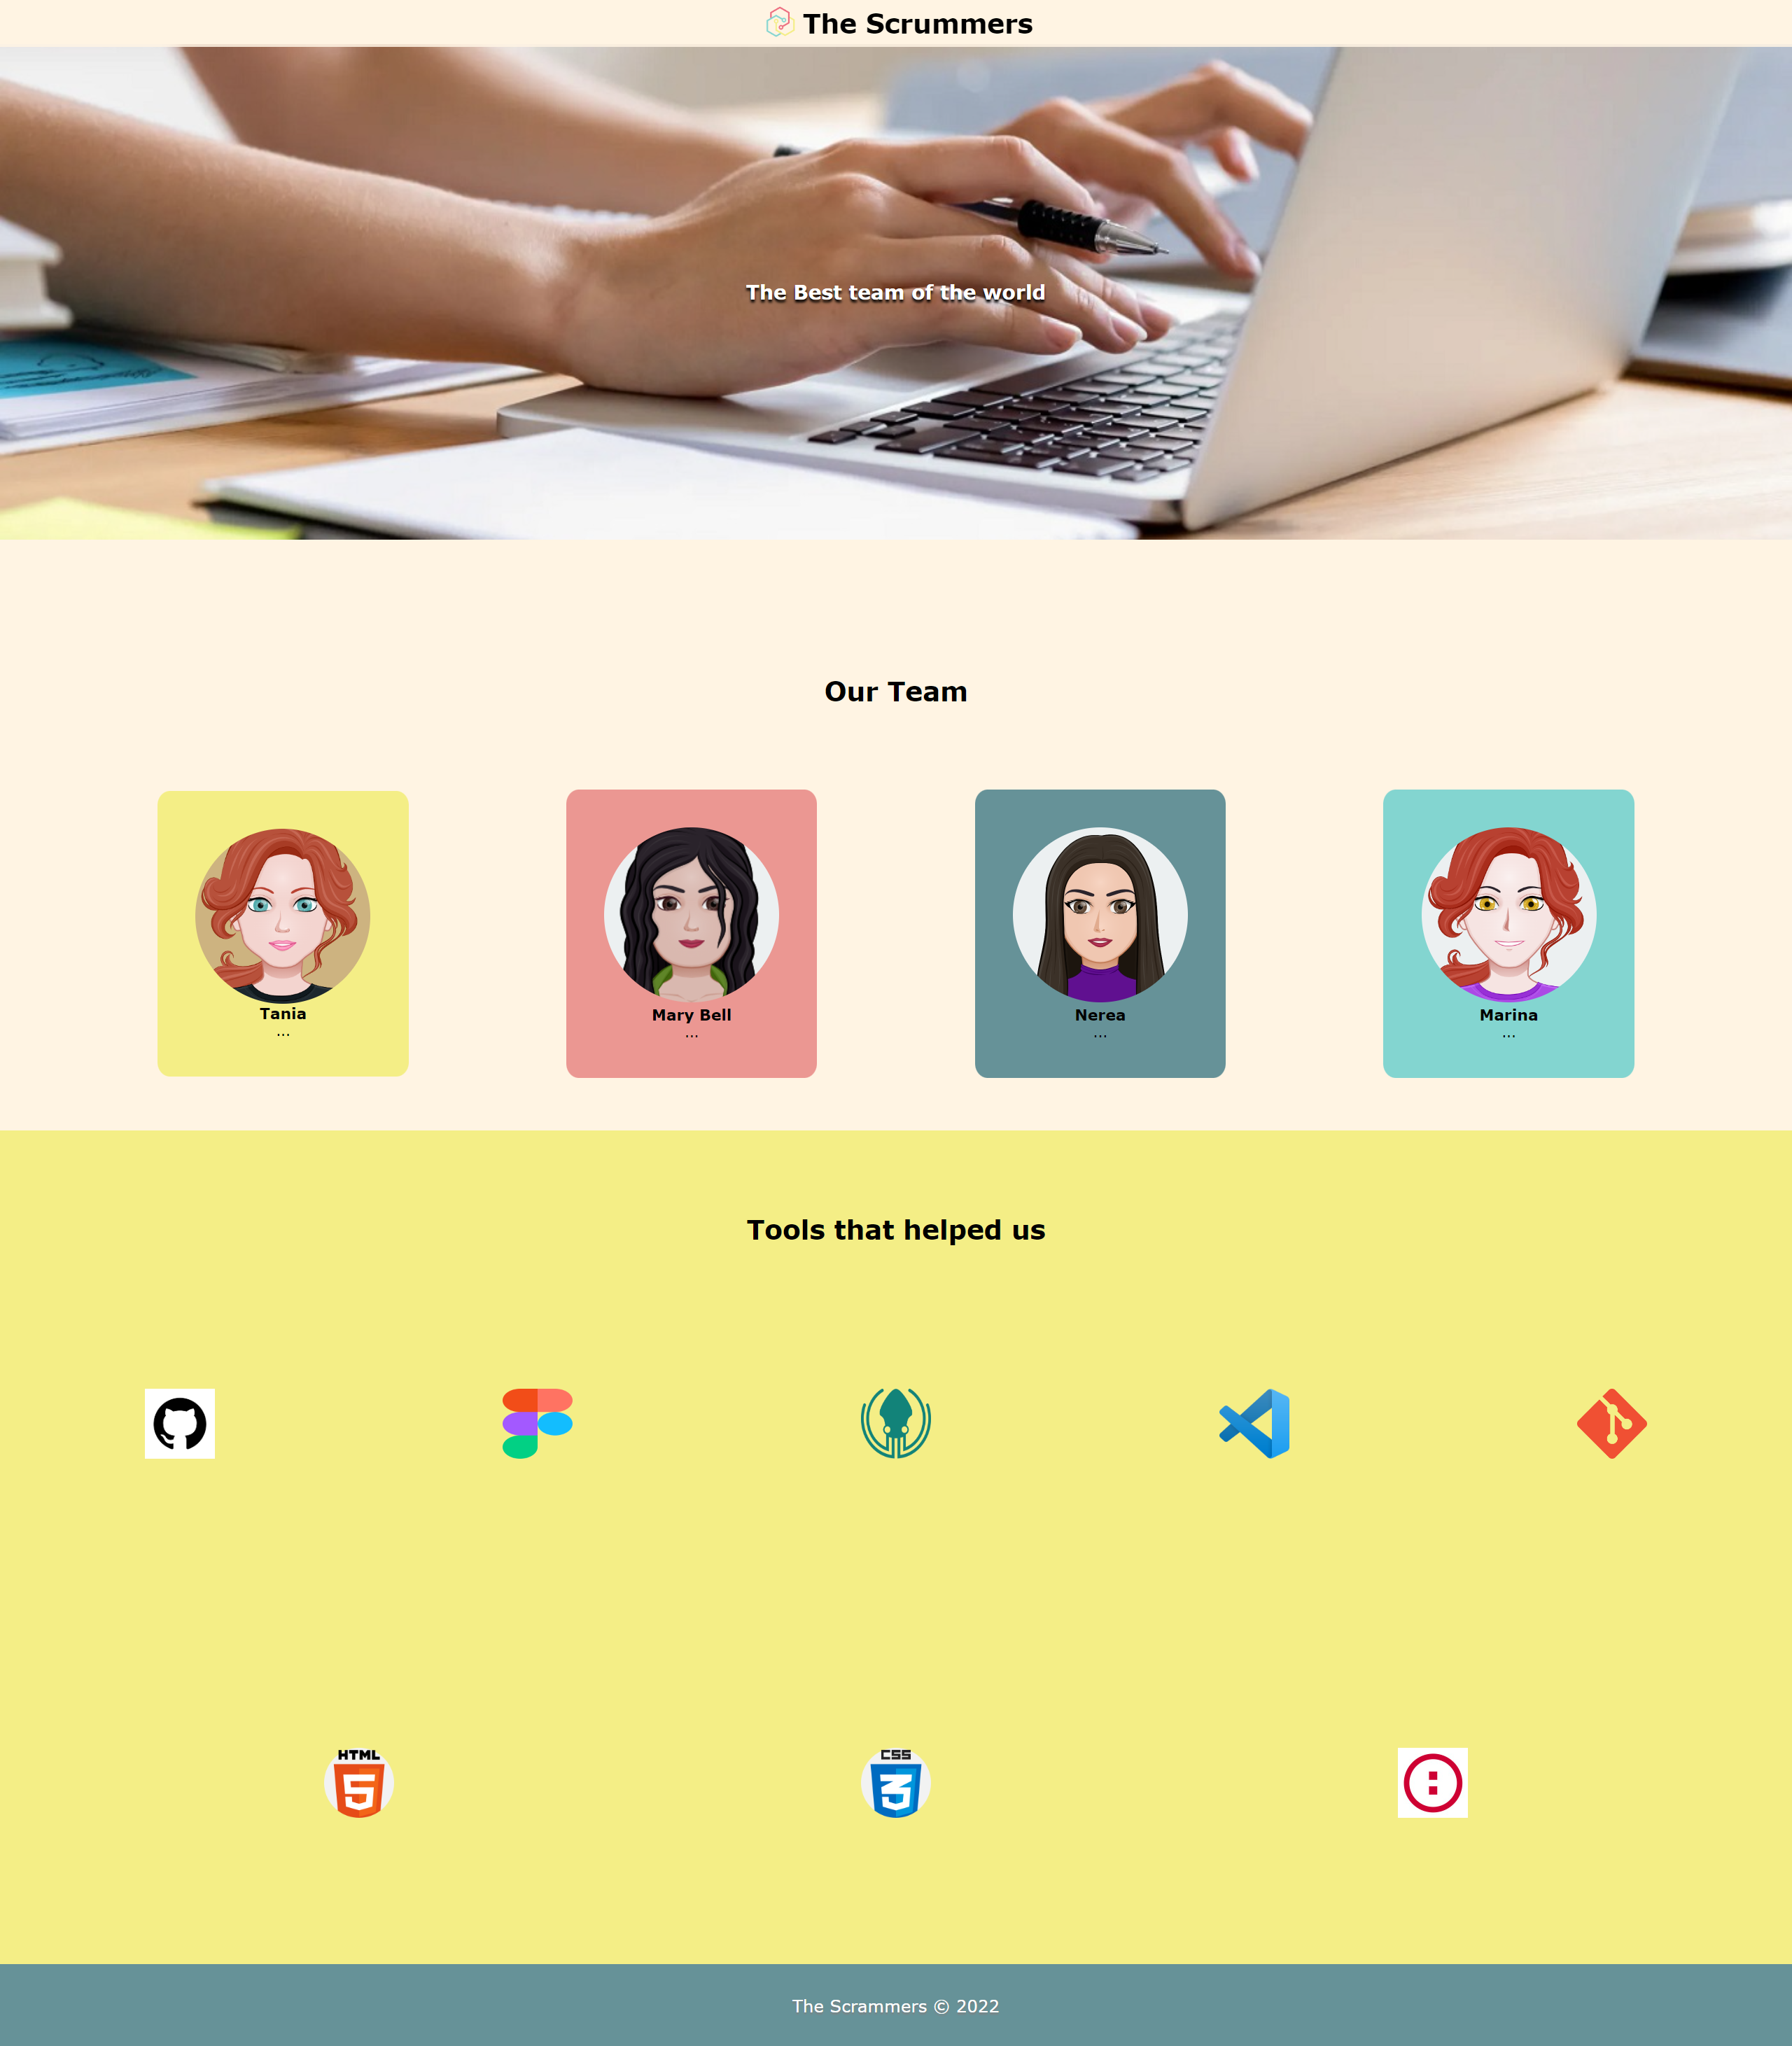 The Scrummers
The Best team of the world
Our Team
Tania
...
Mary Bell
...
Nerea
...
Marina
...
Tools that helped us
HTML
5
CSS
3
The Scrammers © 2022